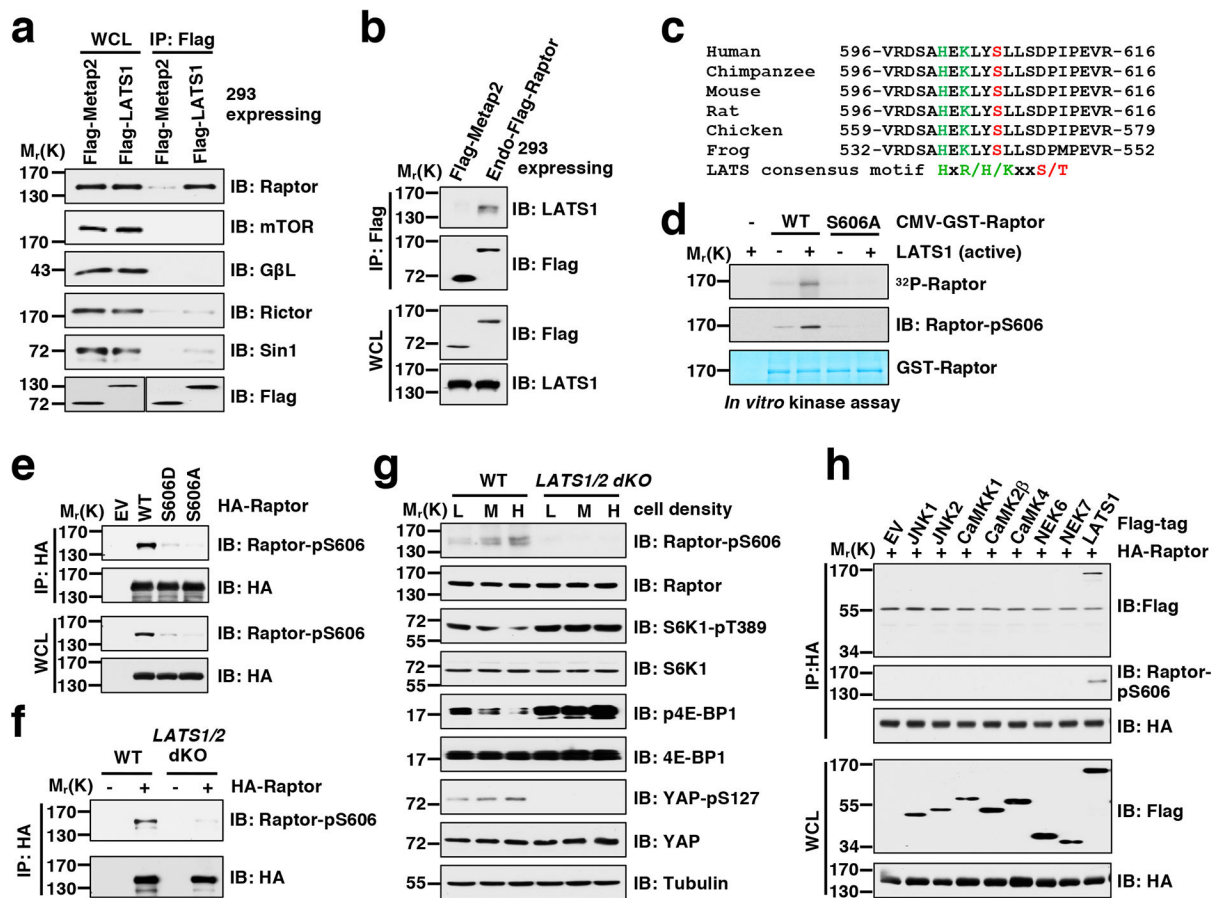 a
WCL IP: Flag
Flag-Metap2
Flag-LATS1
Flag-Metap2
Flag-LATS1
293
expressing
Mr(K)
170
130
IB: Raptor
170
IB: mTOR
43
IB: GβL
170
IB: Rictor
72
IB: Sin1
130
72
IB: Flag
b
Flag-Metap2
Endo-Flag-Raptor
293
expressing
Mr(K)
IP: Flag
170
130
IB: LATS1
170
72
IB: Flag
WCL
170
72
IB: Flag
170
130
IB: LATS1
c
Human 596-VRDSAHEKLYSLLSDPIPEVR-616
Chimpanzee 596-VRDSAHEKLYSLLSDPIPEVR-616
Mouse 596-VRDSAHEKLYSLLSDPIPEVR-616
Rat 596-VRDSAHEKLYSLLSDPIPEVR-616
Chicken 559-VRDSAHEKLYSLLSDPIPEVR-579
Frog 532-VRDSAHEKLYSLLSDPMPEVR-552
LATS consensus motif HxR/H/KxxS/T
d
- WT S606A CMV-GST-Raptor
Mr(K) + - + - + LATS1 (active)
170 32P-Raptor
170 IB: Raptor-pS606
170 GST-Raptor
In vitro kinase assay
e
EV
WT
S606D
S606A
HA-Raptor
Mr(K)
IP: HA
170
130
IB: Raptor-pS606
170
130
IB: HA
WCL
170
130
IB: Raptor-pS606
170
130
IB: HA
f
WT LATS1/2 dKO
Mr(K) - + - + HA-Raptor
IP: HA
170
130
IB: Raptor-pS606
170
130
IB: HA
g
WT LATS1/2 dKO
Mr(K) L M H L M H cell density
170
130
IB: Raptor-pS606
170
130
IB: Raptor
72
55
IB: S6K1-pT389
72
55
IB: S6K1
17
IB: p4E-BP1
17
IB: 4E-BP1
72
IB: YAP-pS127
72
IB: YAP
55
IB: Tubulin
h
EV
JNK1
JNK2
CaMKK1
CaMK2β
CaMK4
NEK6
NEK7
LATS1
Flag-tag
Mr(K) + + + + + + + + + HA-Raptor
IP:HA
170
55
34
IB:Flag
170
130
IB: Raptor-
pS606
IB: HA
WCL
170
55
34
IB: Flag
170
130
IB: HA